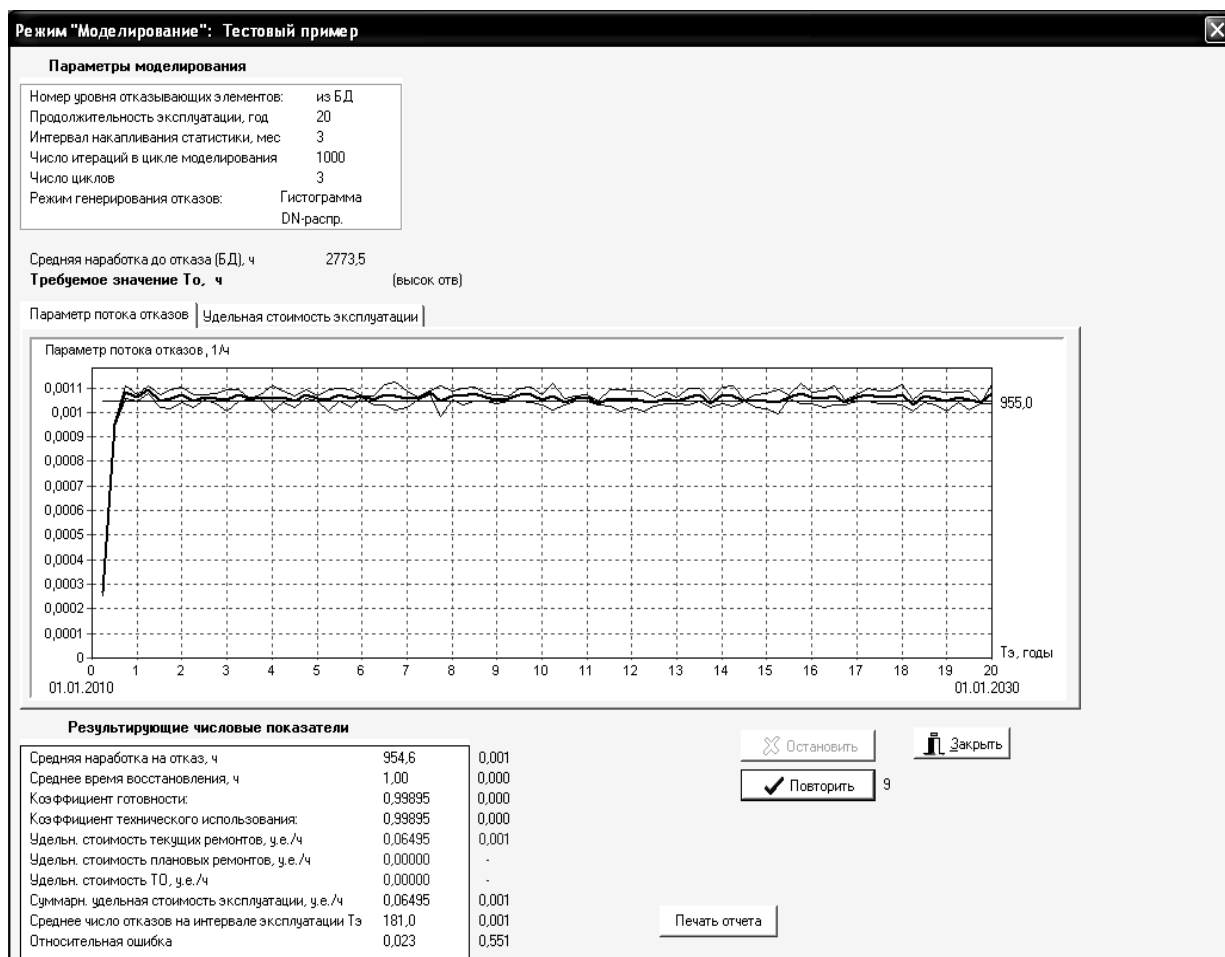 Режим "Моделирование": Тестовый пример
Параметры моделирования
Номер уровня отказывающих элементов: из БД
Продолжительность эксплуатации, год 20
Интервал накапливания статистики, мес 3
Число итераций в цикле моделирования 1000
Число циклов 3
Режим генерирования отказов: Гистограмма
DN-распр.
Средняя наработка до отказа (БД), ч 2773,5
Требуемое значение То, ч (высок отв)
Параметр потока отказов Удельная стоимость эксплуатации
Параметр потока отказов, 1/ч
0,0011
0,001
955,0
0,0009
0,0008
0,0007
0,0006
0,0005
0,0004
0,0003
0,0002
0,0001
0
Тэ, годы
0 1 2 3 4 5 6 7 8 9 10 11 12 13 14 15 16 17 18 19 20
01.01.2010 01.01.2030
Результирующие числовые показатели
Средняя наработка на отказ, ч 954,6 0,001
Среднее время восстановления, ч 1,00 0,000
Коэффициент готовности: 0,99895 0,000
Коэффициент технического использования: 0,99895 0,000
Удельн. стоимость текущих ремонтов, у.е./ч 0,06495 0,001
Удельн. стоимость плановых ремонтов, у.е./ч 0,00000 -
Удельн. стоимость ТО, у.е./ч 0,00000 -
Суммарн. удельная стоимость эксплуатации, у.е./ч 0,06495 0,001
Среднее число отказов на интервале эксплуатации Тэ 181,0 0,001
Относительная ошибка 0,023 0,551
Остановить
Закрыть
Повторить 9
Печать отчета